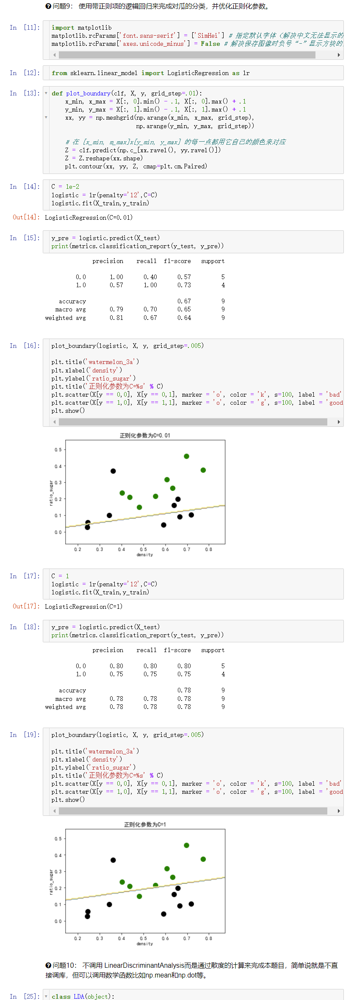 问题9： 使用带正则项的逻辑回归来完成对瓜的分类，并优化正则化参数。
In [11]:
import matplotlib
matplotlib.rcParams['font.sans-serif'] = ['SimHei'] # 指定默认字体（解决中文无法显示的
matplotlib.rcParams['axes.unicode_minus'] = False # 解决保存图像时负号“-”显示方块的
In [12]:
from sklearn.linear_model import LogisticRegression as lr
In [13]:
def plot_boundary(clf, X, y, grid_step=.01):
x_min, x_max = X[:, 0].min() - .1, X[:, 0].max() + .1
y_min, y_max = X[:, 1].min() - .1, X[:, 1].max() + .1
xx, yy = np.meshgrid(np.arange(x_min, x_max, grid_step),
np.arange(y_min, y_max, grid_step))
# 在 [x_min, m_max]x[y_min, y_max] 的每一点都用它自己的颜色来对应
Z = clf.predict(np.c_[xx.ravel(), yy.ravel()])
Z = Z.reshape(xx.shape)
plt.contour(xx, yy, Z, cmap=plt.cm.Paired)
In [14]:
C = 1e-2
logistic = lr(penalty='l2',C=C)
logistic.fit(X_train,y_train)
Out[14]: LogisticRegression(C=0.01)
In [15]:
y_pre = logistic.predict(X_test)
print(metrics.classification_report(y_test, y_pre))
precision recall f1-score support
0.0 1.00 0.40 0.57 5
1.0 0.57 1.00 0.73 4
accuracy 0.67 9
macro avg 0.79 0.70 0.65 9
weighted avg 0.81 0.67 0.64 9
In [16]:
plot_boundary(logistic, X, y, grid_step=.005)
plt.title('watermelon_3a')
plt.xlabel('density')
plt.ylabel('ratio_sugar')
plt.title('正则化参数为C=%s' % C)
plt.scatter(X[y == 0,0], X[y == 0,1], marker = 'o', color = 'k', s=100, label = 'bad'
plt.scatter(X[y == 1,0], X[y == 1,1], marker = 'o', color = 'g', s=100, label = 'good
plt.show()
正则化参数为C=0.01
0.5
0.4
0.3
0.2
0.1
0.0
ratio_sugar
0.2 0.3 0.4 0.5 0.6 0.7 0.8
density
In [17]:
C = 1
logistic = lr(penalty='l2',C=C)
logistic.fit(X_train,y_train)
Out[17]: LogisticRegression(C=1)
In [18]:
y_pre = logistic.predict(X_test)
print(metrics.classification_report(y_test, y_pre))
precision recall f1-score support
0.0 0.80 0.80 0.80 5
1.0 0.75 0.75 0.75 4
accuracy 0.78 9
macro avg 0.78 0.78 0.78 9
weighted avg 0.78 0.78 0.78 9
In [19]:
plot_boundary(logistic, X, y, grid_step=.005)
plt.title('watermelon_3a')
plt.xlabel('density')
plt.ylabel('ratio_sugar')
plt.title('正则化参数为C=%s' % C)
plt.scatter(X[y == 0,0], X[y == 0,1], marker = 'o', color = 'k', s=100, label = 'bad'
plt.scatter(X[y == 1,0], X[y == 1,1], marker = 'o', color = 'g', s=100, label = 'good
plt.show()
正则化参数为C=1
0.5
0.4
0.3
0.2
0.1
0.0
ratio_sugar
0.2 0.3 0.4 0.5 0.6 0.7 0.8
density
问题10： 不调用 LinearDiscriminantAnalysis而是通过散度的计算来完成本题目，简单说就是不直
接调库，但可以调用数学函数比如np.mean和np.dot等。
In [25]:
class LDA(object):